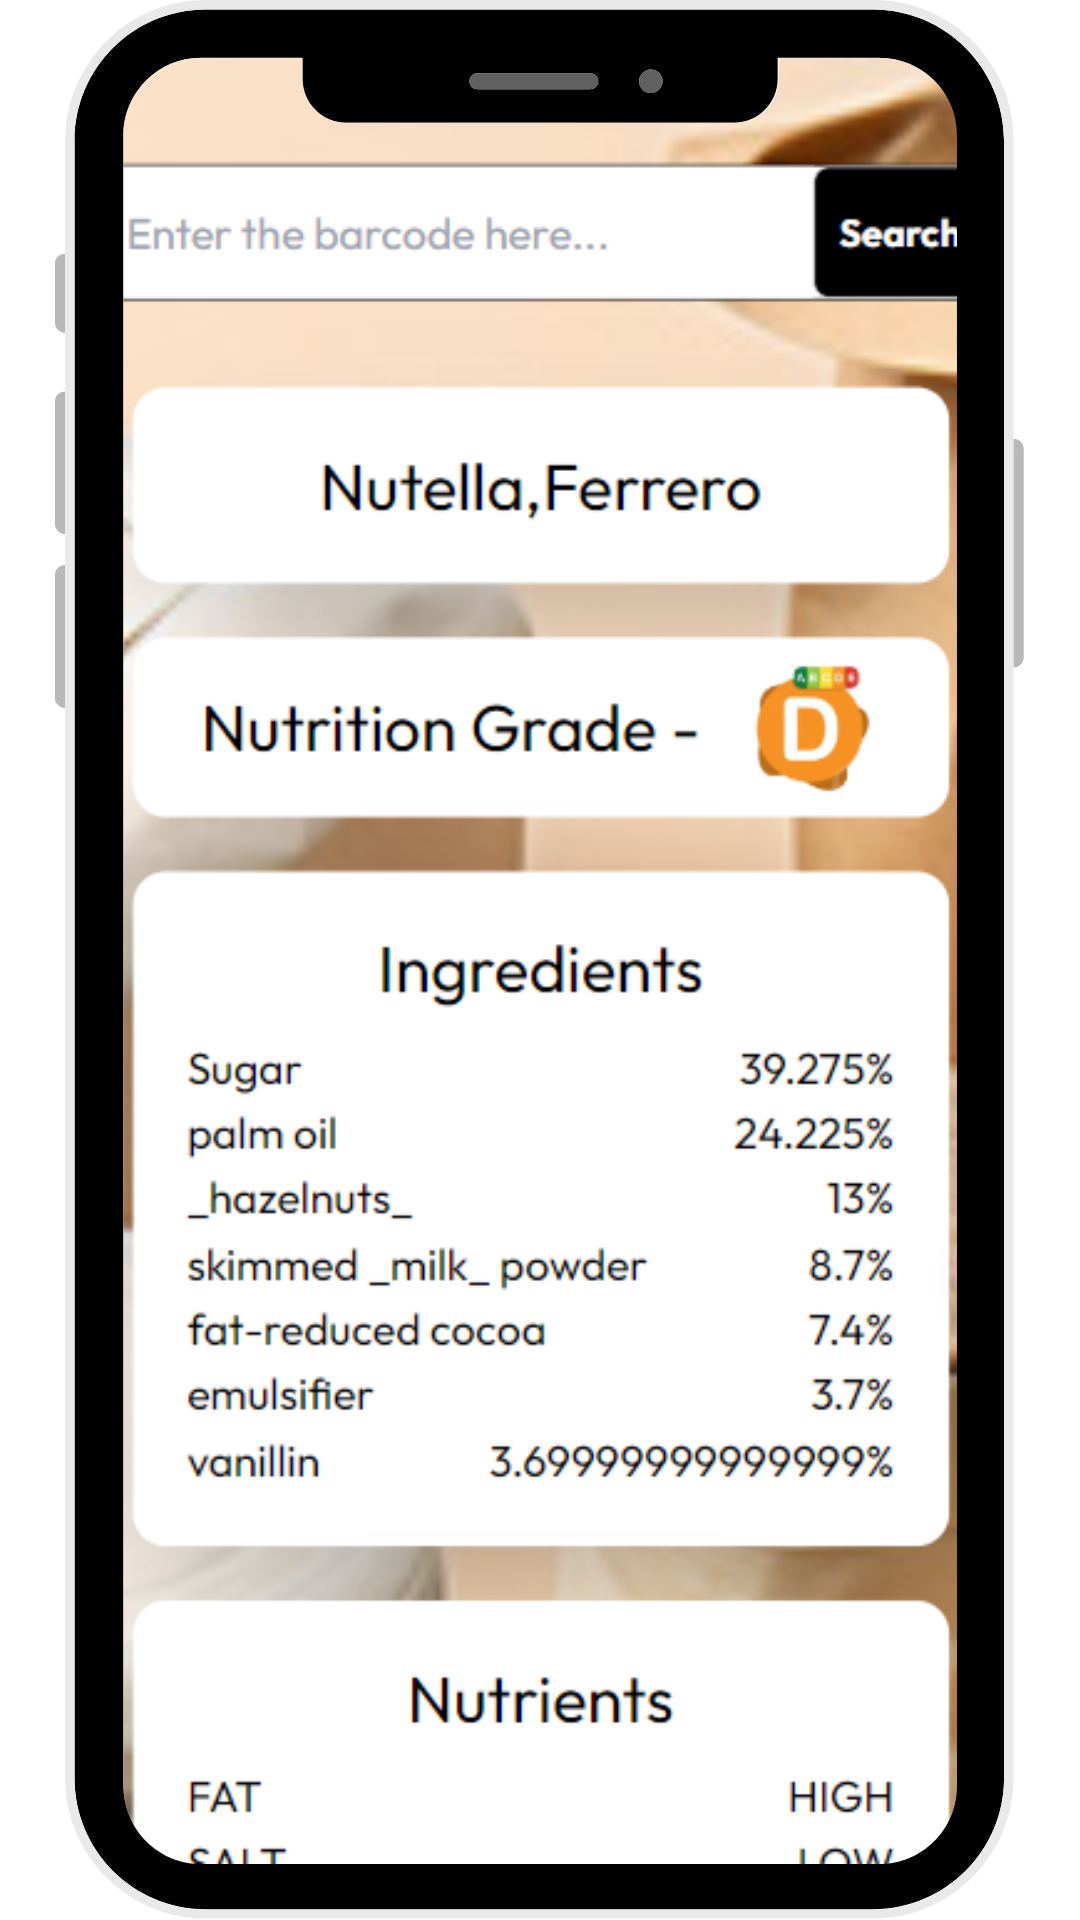 Enter the barcode here...
Search
Nutella,Ferrero
Nutrition Grade -
A B C D E
D
Ingredients
Sugar 39.275%
palm oil 24.225%
_hazelnuts_ 13%
skimmed _milk_ powder 8.7%
fat-reduced cocoa 7.4%
emulsifier 3.7%
vanillin 3.69999999999999%
Nutrients
FAT HIGH
SALT LOW